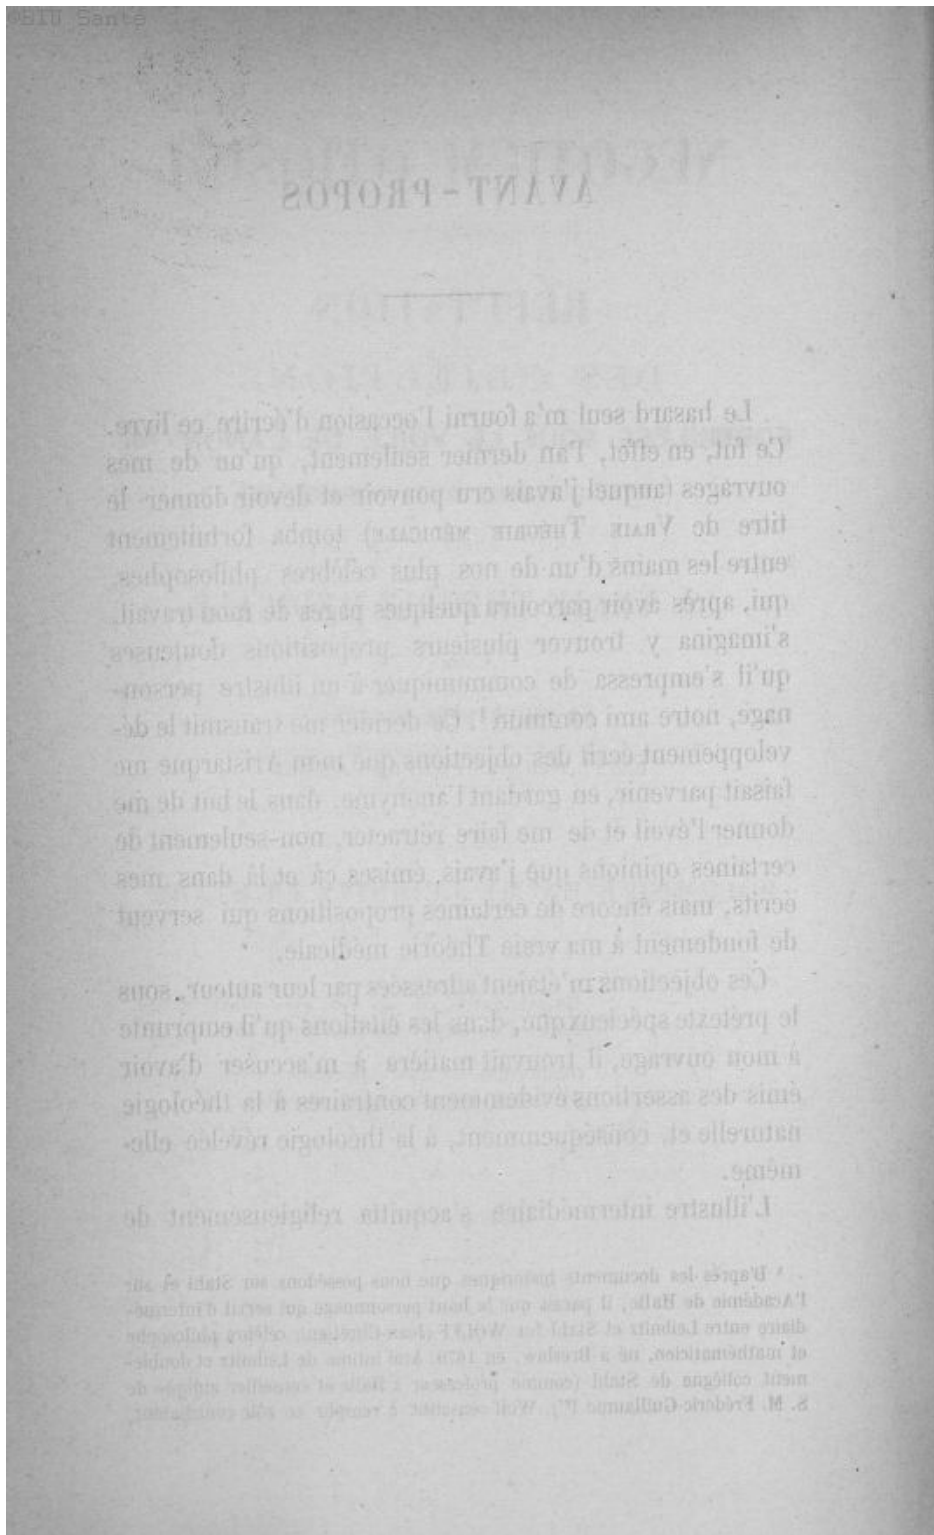 ©BIU Santé
AVANT-PROPOS
Le hasard seul m'a fourni l'occasion d'écrire ce livre.
Ce fut, en effet, l'an dernier seulement, qu'un de mes
ouvrages (auquel j'avais cru pouvoir et devoir donner le
titre de VRAIE THÉORIE MÉDICALE) tomba fortuitement
entre les mains d'un de nos plus célèbres philosophes,
qui, après avoir parcouru quelques pages de mon travail,
s'imagina y trouver plusieurs propositions douteuses
qu'il s'empressa de communiquer à un illustre person-
nage, notre ami commun ¹. Ce dernier me transmit le dé-
veloppement écrit des objections que mon Aristarque me
faisait parvenir, en gardant l'anonyme, dans le but de me
donner l'éveil et de me faire rétracter, non-seulement de
certaines opinions que j'avais émises çà et là dans mes
écrits, mais encore de certaines propositions qui servent
de fondement à ma vraie Théorie médicale.
Ces objections m'étaient adressées par leur auteur, sous
le prétexte spécieux que, dans les citations qu'il emprunte
à mon ouvrage, il trouvait matière à m'accuser d'avoir
émis des assertions évidemment contraires à la théologie
naturelle et, conséquemment, à la théologie révélée elle-
même.
L'illustre intermédiaire s'acquitta religieusement de
¹ D'après les documents historiques que nous possédons sur Stahl et sur
l'Académie de Halle, il paraît que le haut personnage qui servit d'intermé-
diaire entre Leibnitz et Stahl fut WOLFF (Jean-Chrétien), célèbre philosophe
et mathématicien, né à Breslaw, en 1679. Ami intime de Leibnitz et double-
ment collègue de Stahl (comme professeur à Halle et conseiller aulique de
S. M. Frédéric-Guillaume Iᵉʳ), Wolf remplir ce rôle conciliateur,